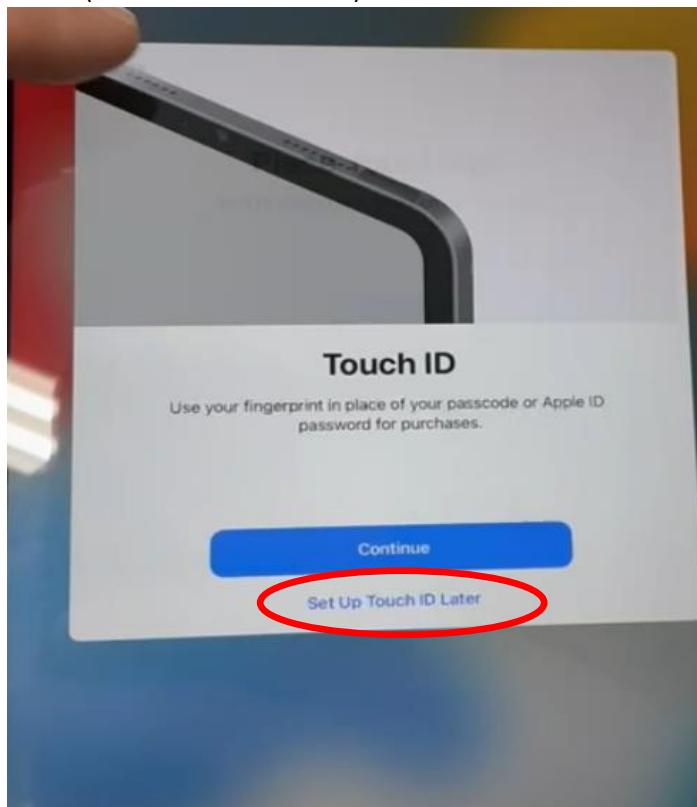 Touch ID
Use your fingerprint in place of your passcode or Apple ID
password for purchases.
Continue
Set Up Touch ID Later